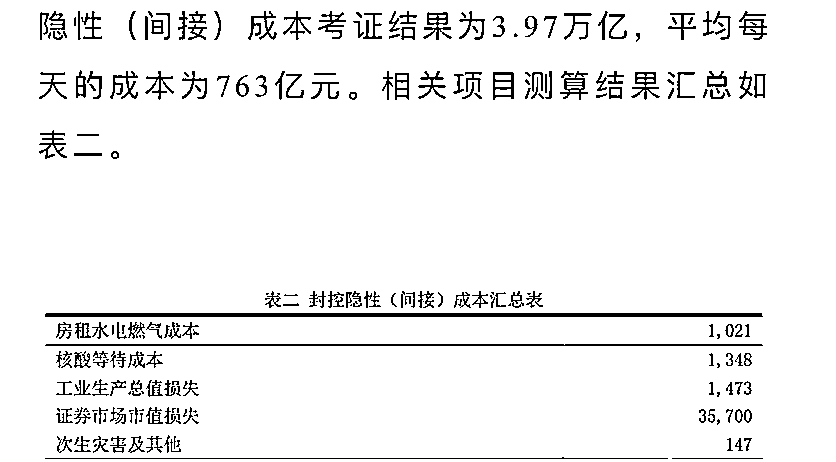 隐性（间接）成本考证结果为3.97万亿，平均每
天的成本为763亿元。相关项目测算结果汇总如
表二。
表二 封控隐性（间接）成本汇总表
房租水电燃气成本 1,021
核酸等待成本 1,348
工业生产总值损失 1,473
证券市场市值损失 35,700
次生灾害及其他 147